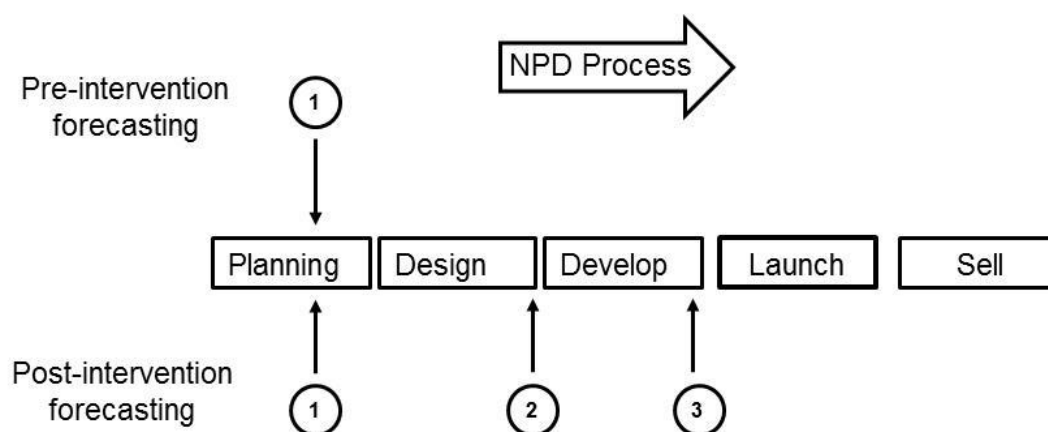 NPD Process
Pre-intervention
forecasting
1
Planning
Design
Develop
Launch
Sell
Post-intervention
forecasting
1
2
3